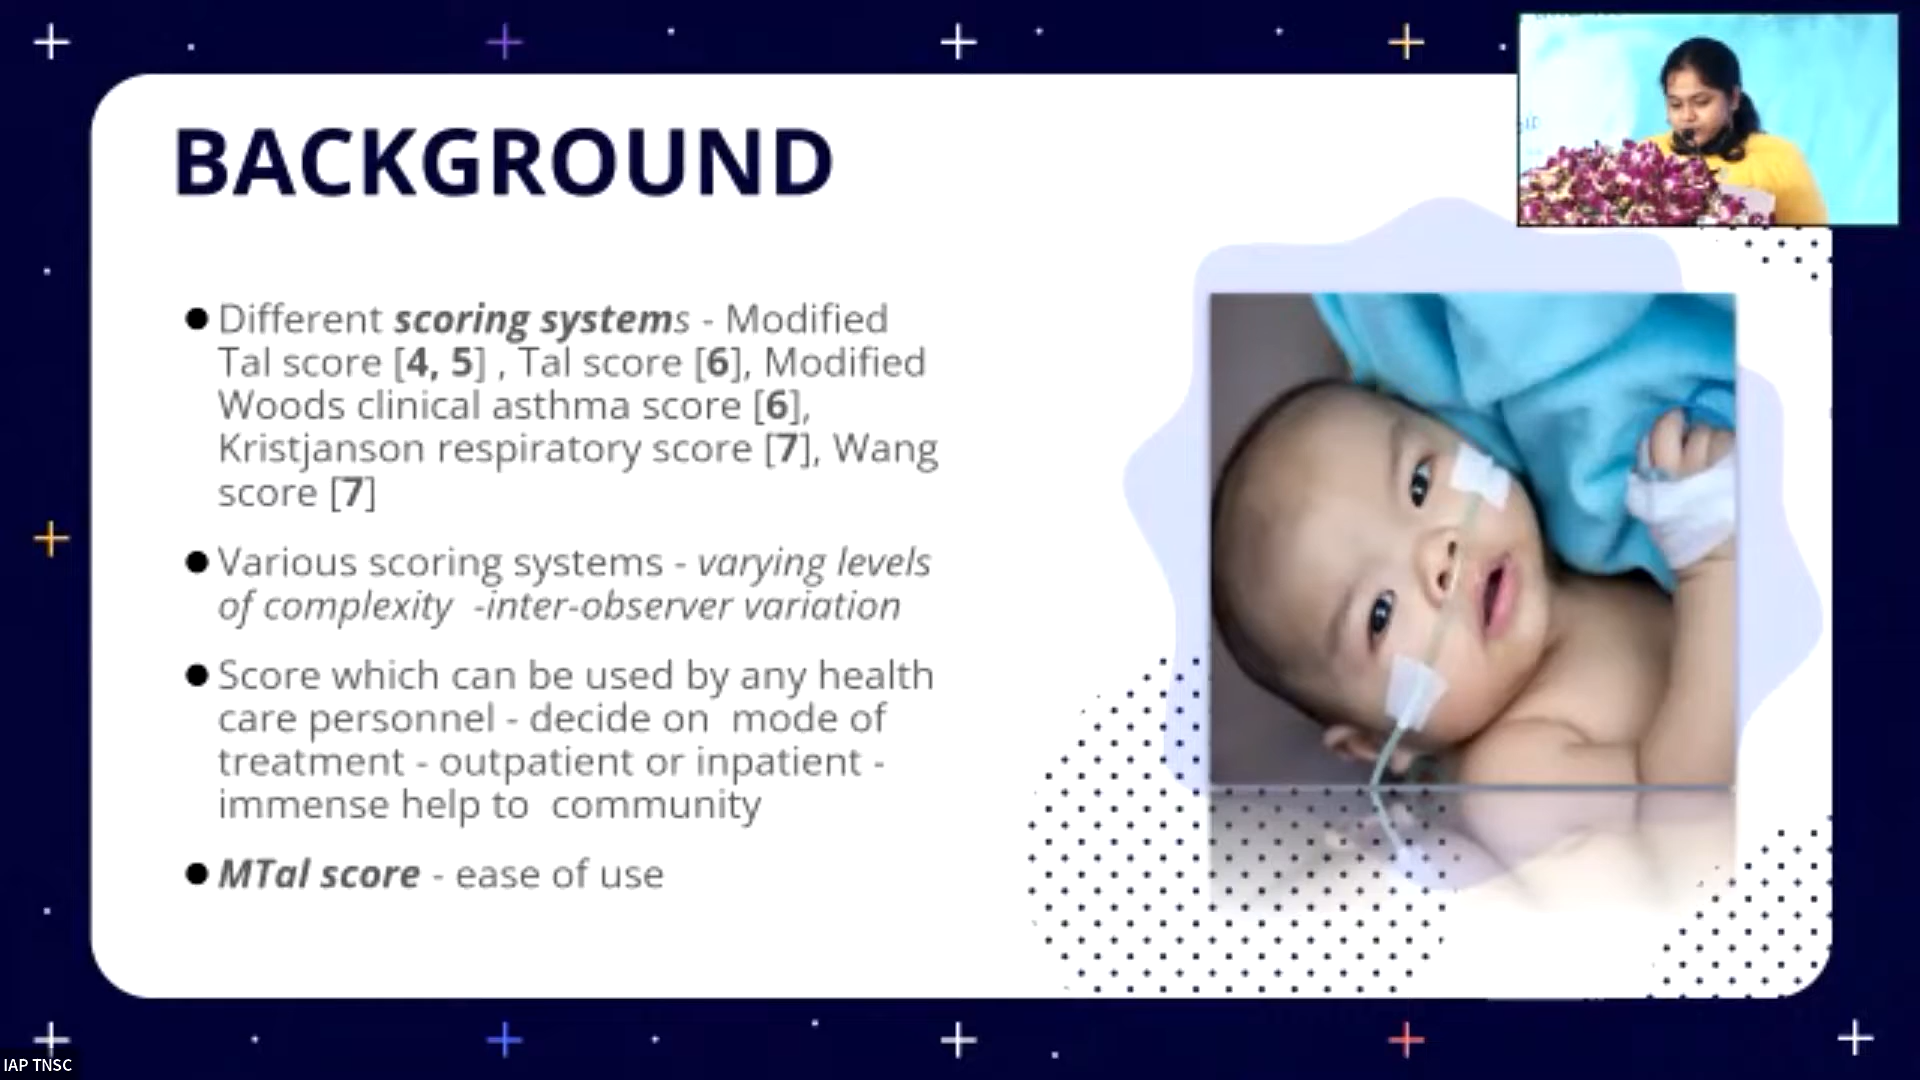 BACKGROUND
● Different scoring systems - Modified
Tal score [4, 5] , Tal score [6], Modified
Woods clinical asthma score [6],
Kristjanson respiratory score [7], Wang
score [7]
● Various scoring systems - varying levels
of complexity -inter-observer variation
● Score which can be used by any health
care personnel - decide on mode of
treatment - outpatient or inpatient -
immense help to community
● MTal score - ease of use
IAP TNSC